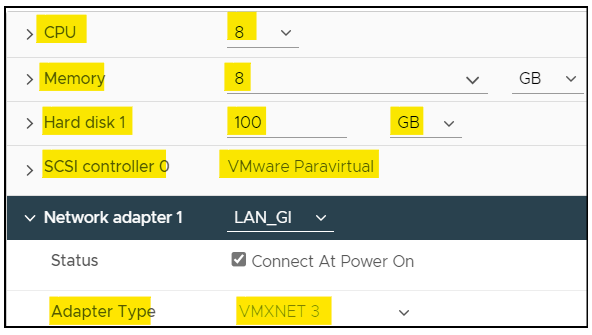 CPU 8
Memory 8 GB
Hard disk 1 100 GB
SCSI controller 0 VMware Paravirtual
Network adapter 1 LAN_GI
Status Connect At Power On
Adapter Type VMXNET 3